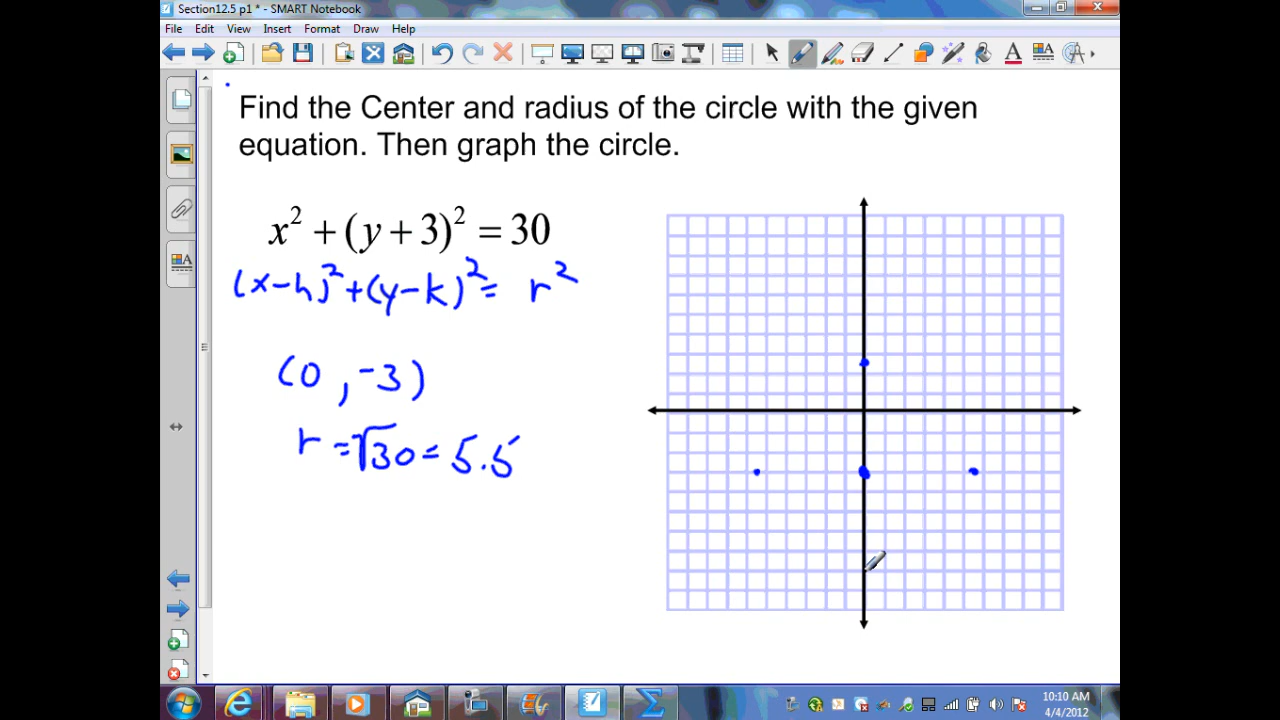 Section12.5 p1 * - SMART Notebook
File Edit View Insert Format Draw Help
Find the Center and radius of the circle with the given
equation. Then graph the circle.
x² + (y + 3)² = 30
(x-h)²+(y-k)² = r²
(0, -3)
r = √30 = 5.5
10:10 AM
4/4/2012